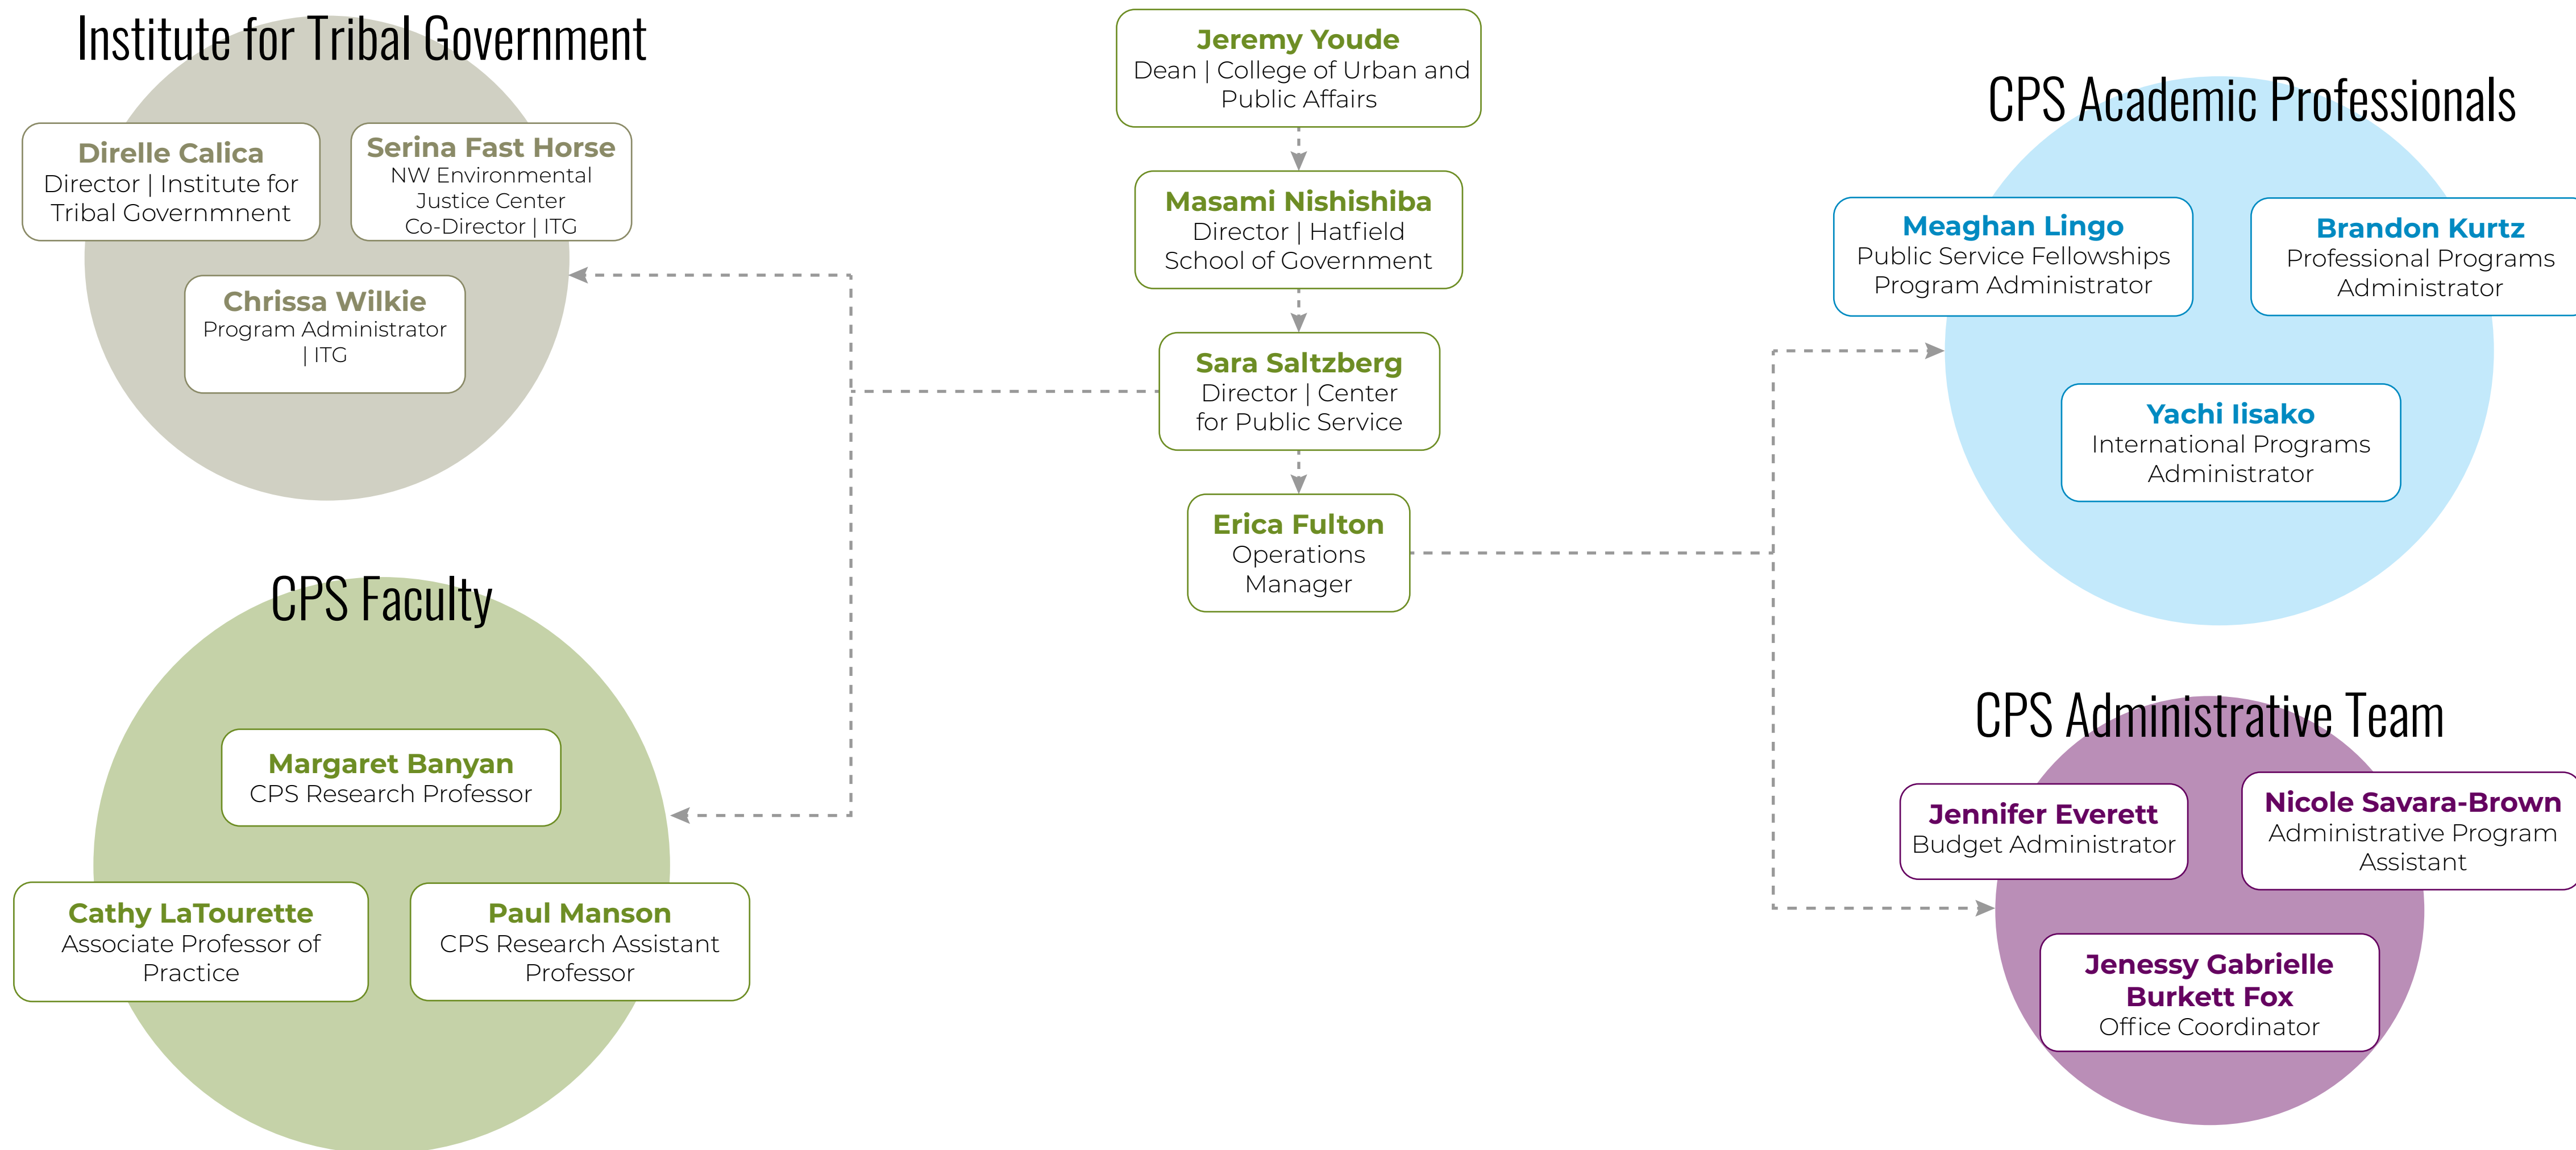 Institute for Tribal Government
Direlle Calica
Director | Institute for
Tribal Governmnent
Serina Fast Horse
NW Environmental
Justice Center
Co-Director | ITG
Chrissa Wilkie
Program Administrator
| ITG
CPS Faculty
Margaret Banyan
CPS Research Professor
Cathy LaTourette
Associate Professor of
Practice
Paul Manson
CPS Research Assistant
Professor
Jeremy Youde
Dean | College of Urban and
Public Affairs
Masami Nishishiba
Director | Hatfield
School of Government
Sara Saltzberg
Director | Center
for Public Service
Erica Fulton
Operations
Manager
CPS Academic Professionals
Meaghan Lingo
Public Service Fellowships
Program Administrator
Brandon Kurtz
Professional Programs
Administrator
Yachi Iisako
International Programs
Administrator
CPS Administrative Team
Jennifer Everett
Budget Administrator
Nicole Savara-Brown
Administrative Program
Assistant
Jenessy Gabrielle
Burkett Fox
Office Coordinator